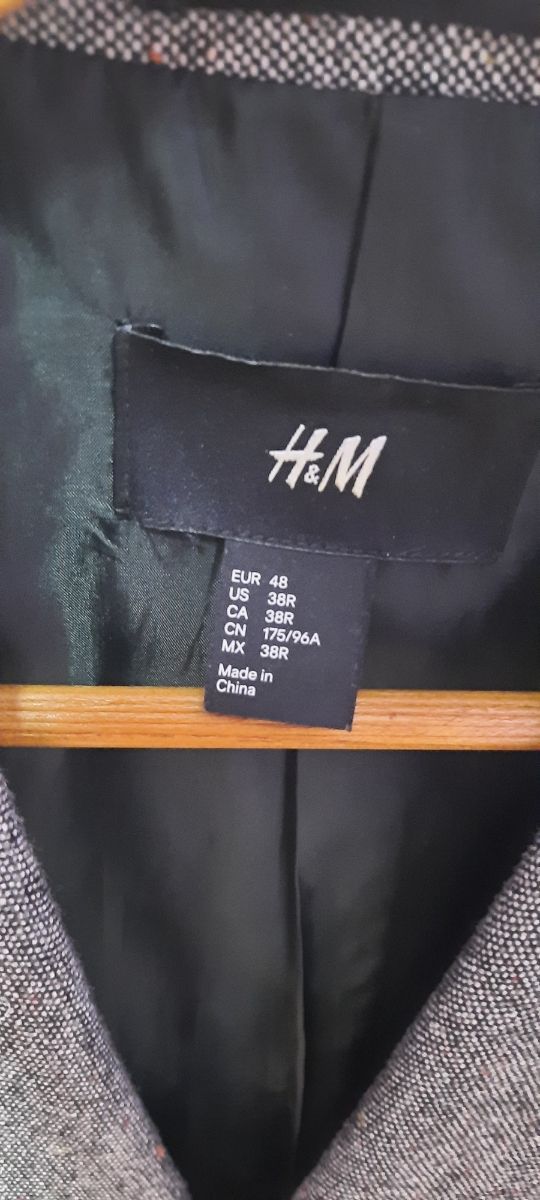 H&M
EUR 48
US 38R
CA 38R
CN 175/96A
MX 38R
Made in
China